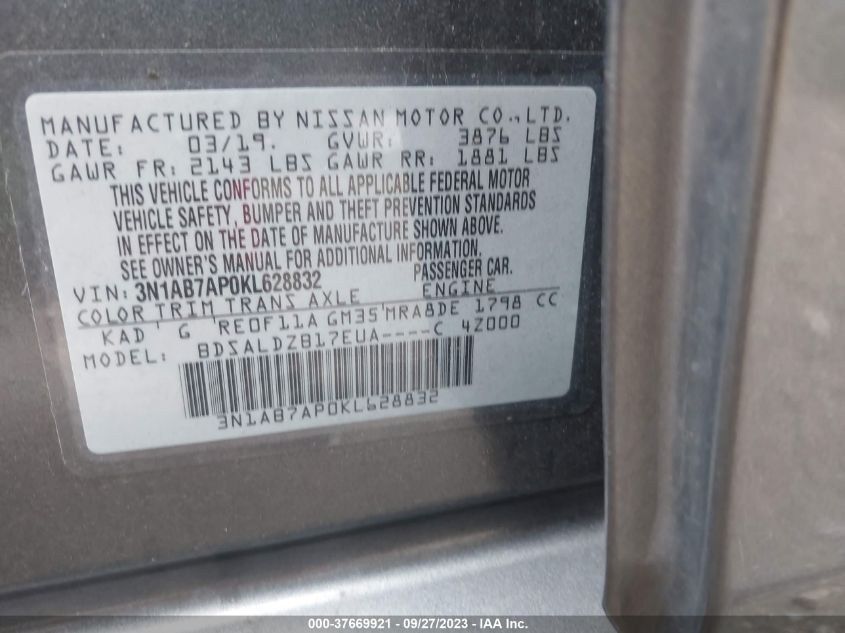 MANUFACTURED BY NISSAN MOTOR CO.,LTD.
DATE: 03/19. GVWR: 3876 LBS
GAWR FR: 2143 LBS GAWR RR: 1881 LBS
THIS VEHICLE CONFORMS TO ALL APPLICABLE FEDERAL MOTOR
VEHICLE SAFETY, BUMPER AND THEFT PREVENTION STANDARDS
IN EFFECT ON THE DATE OF MANUFACTURE SHOWN ABOVE.
SEE OWNER'S MANUAL FOR ADDITIONAL INFORMATION.
VIN: 3N1AB7AP0KL628832 PASSENGER CAR.
COLOR TRIM TRANS AXLE ENGINE
KAD G RE0F11A GM35 MRA8DE 1798 CC
MODEL: BDSALDZB17EUA----C 4Z000
3N1AB7AP0KL628832
000-37669921 - 09/27/2023 - IAA Inc.